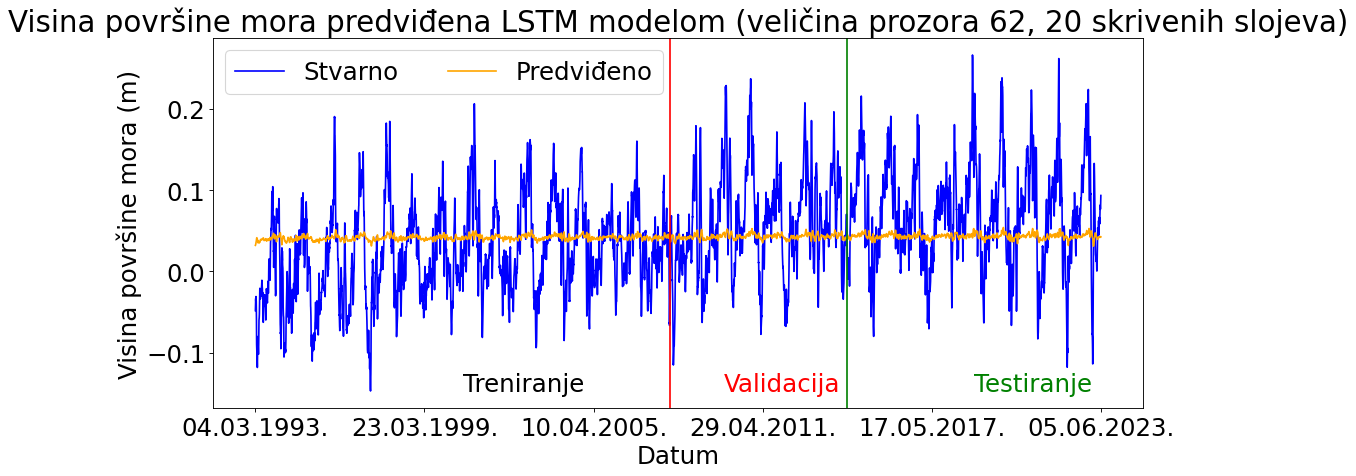 Visina površine mora predviđena LSTM modelom (veličina prozora 62, 20 skrivenih slojeva)
Stvarno
Predviđeno
Visina površine mora (m)
0.2
0.1
0.0
−0.1
Treniranje
Validacija
Testiranje
04.03.1993.
23.03.1999.
10.04.2005.
29.04.2011.
17.05.2017.
05.06.2023.
Datum